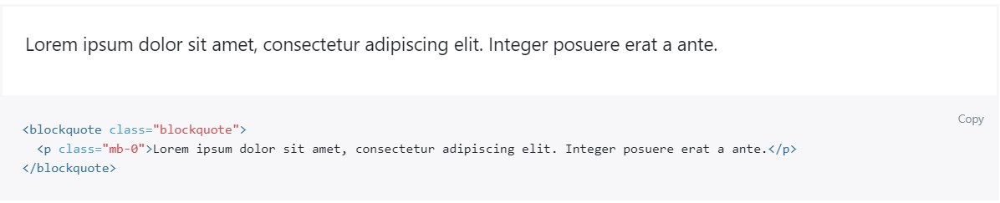 Lorem ipsum dolor sit amet, consectetur adipiscing elit. Integer posuere erat a ante.
Copy
<blockquote class="blockquote">
  <p class="mb-0">Lorem ipsum dolor sit amet, consectetur adipiscing elit. Integer posuere erat a ante.</p>
</blockquote>